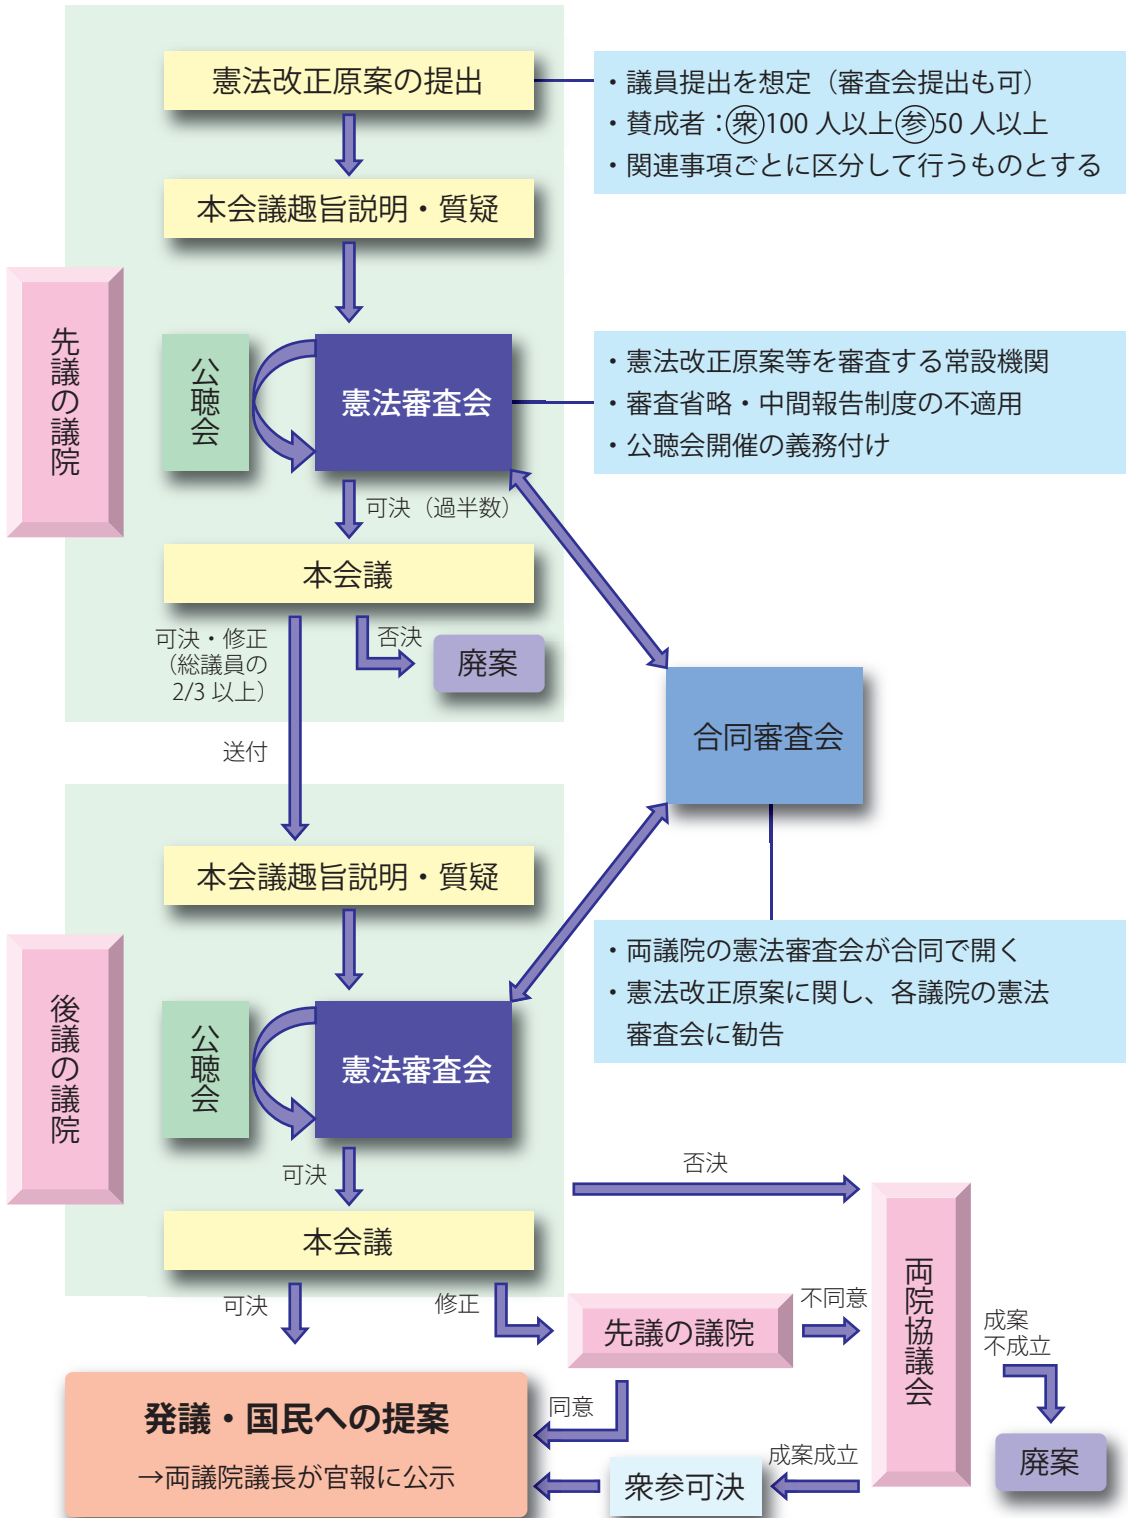 憲法改正原案の提出
・議員提出を想定（審査会提出も可）
・賛成者：衆100 人以上参50 人以上
・関連事項ごとに区分して行うものとする
本会議趣旨説明・質疑
先議の議院
公聴会
憲法審査会
・憲法改正原案等を審査する常設機関
・審査省略・中間報告制度の不適用
・公聴会開催の義務付け
可決（過半数）
本会議
可決・修正
（総議員の
2/3 以上）
否決
廃案
送付
合同審査会
・両議院の憲法審査会が合同で開く
・憲法改正原案に関し、各議院の憲法
審査会に勧告
本会議趣旨説明・質疑
後議の議院
公聴会
憲法審査会
可決
本会議
否決
可決
修正
先議の議院
不同意
両院協議会
成案
不成立
廃案
同意
成案成立
衆参可決
発議・国民への提案
→両議院議長が官報に公示